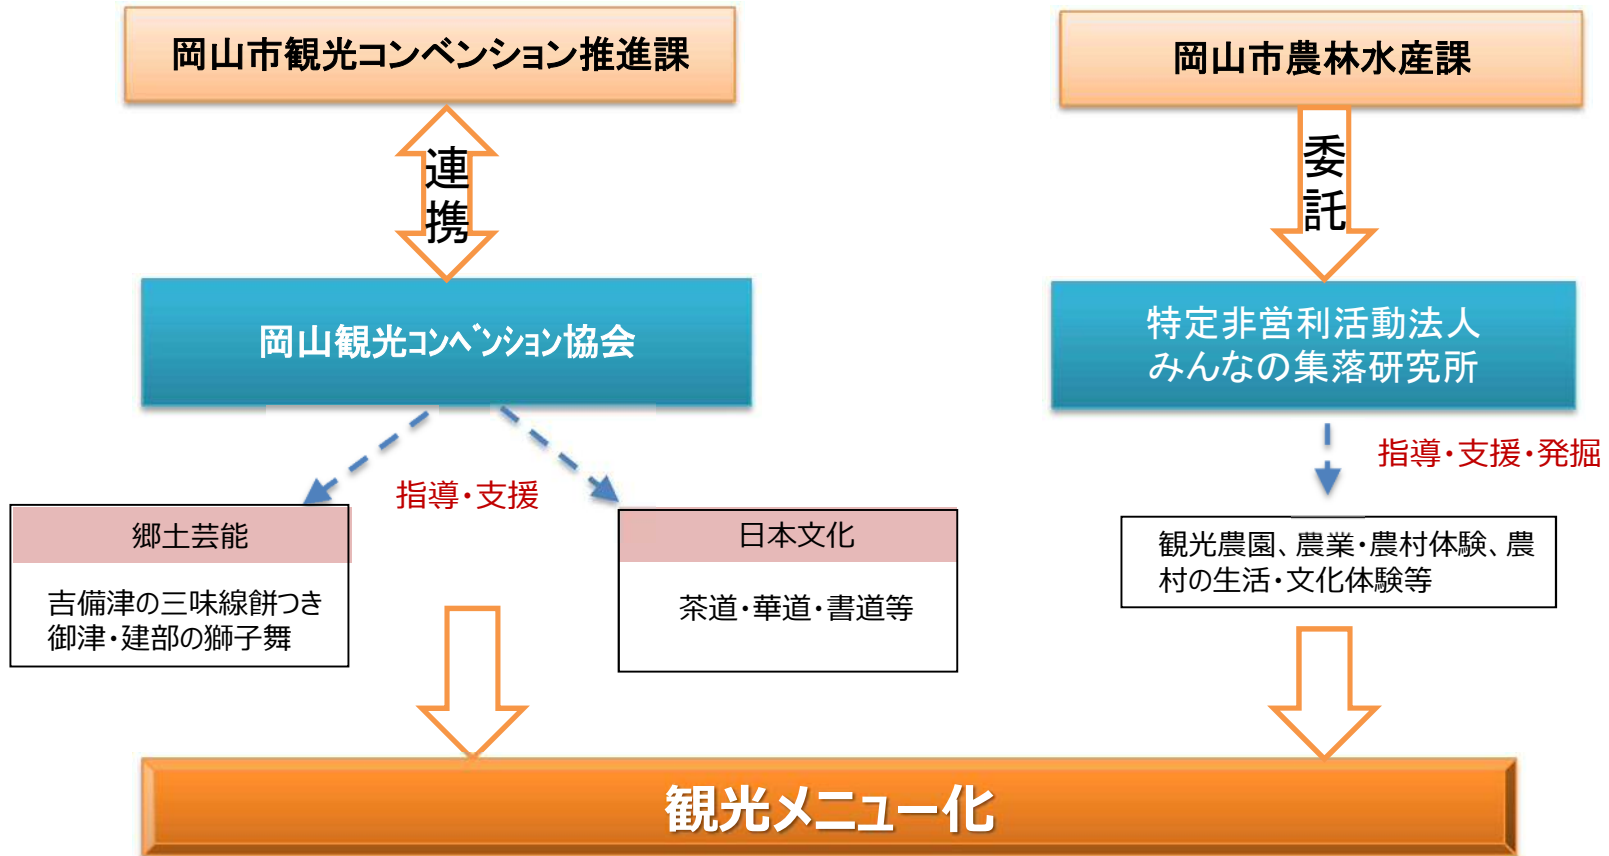 岡山市観光コンベンション推進課
岡山市農林水産課
連
携
委
託
岡山観光ｺﾝﾍﾞﾝｼｮﾝ協会
特定非営利活動法人
みんなの集落研究所
指導・支援
指導・支援・発掘
郷土芸能
吉備津の三味線餅つき
御津・建部の獅子舞
日本文化
茶道・華道・書道等
観光農園、農業・農村体験、農
村の生活・文化体験等
観光メニュー化